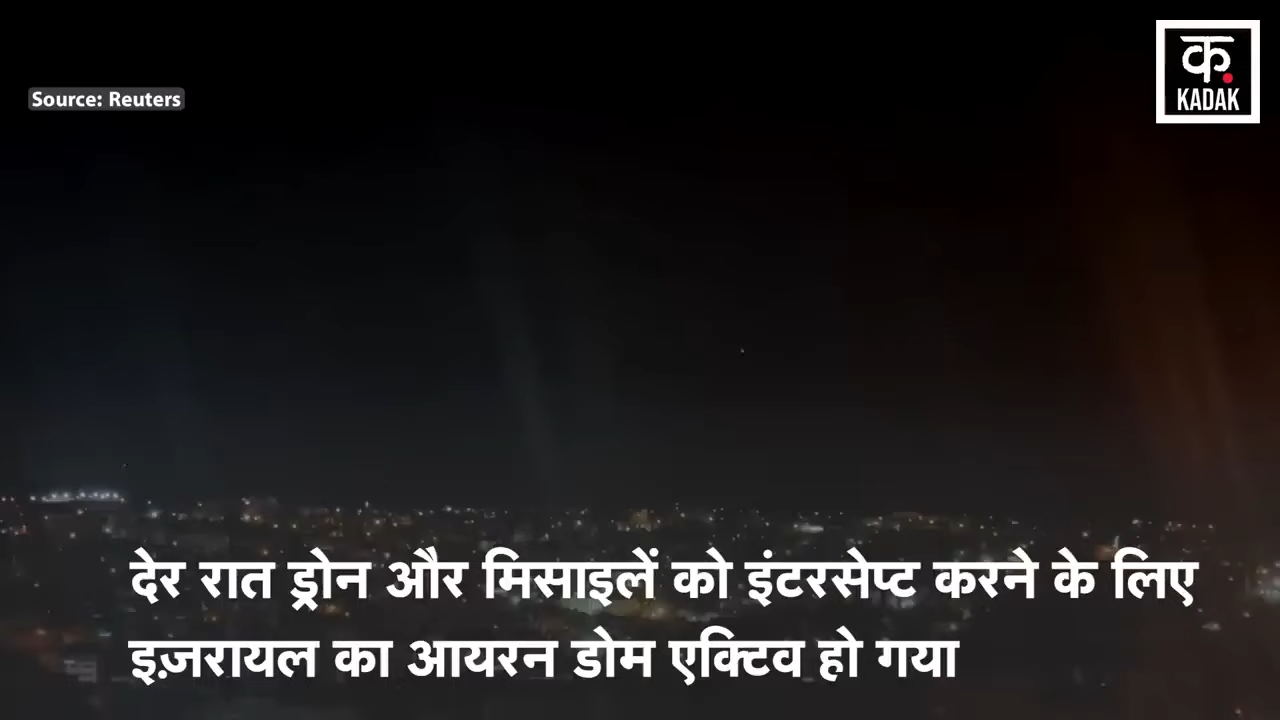 क.
KADAK
Source: Reuters
देर रात ड्रोन और मिसाइलें को इंटरसेप्ट करने के लिए
इज़रायल का आयरन डोम एक्टिव हो गया